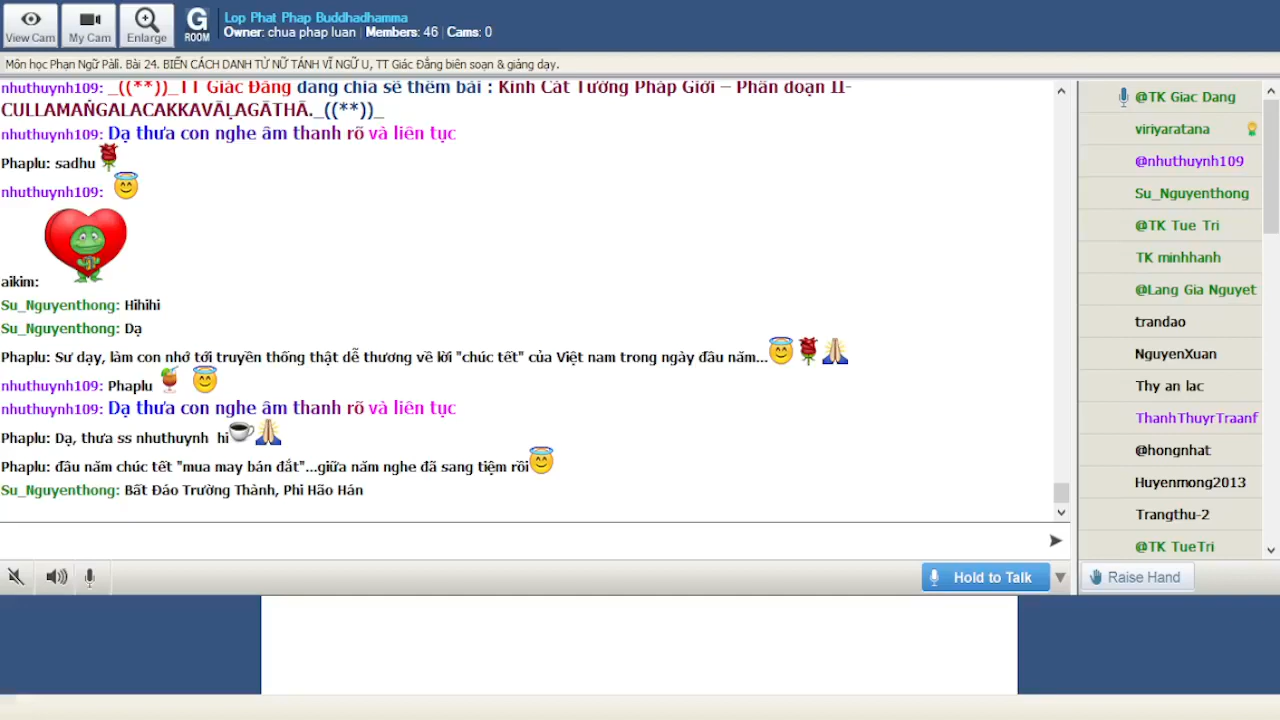 View Cam
My Cam
Enlarge
G
ROOM
Lop Phat Phap Buddhadhamma
Owner: chua phap luan | Members: 46 | Cams: 0
Môn học Phạn Ngữ Pāli. Bài 24. BIẾN CÁCH DANH TỪ NỮ TÁNH VĨ NGỮ U, TT Giác Đẳng biên soạn & giảng dạy.
nhuthuynh109: _((**))_TT Giác Đẳng đang chia sẽ thêm bài : Kinh Cát Tường Pháp Giới – Phân đoạn II-
CULLAMAṄGALACAKKAVĀḶAGĀTHĀ._((**))_
nhuthuynh109: Dạ thưa con nghe âm thanh rõ và liên tục
Phaplu: sadhu
nhuthuynh109:
aikim:
Su_Nguyenthong: Hihihi
Su_Nguyenthong: Dạ
Phaplu: Sư dạy, làm con nhớ tới truyền thống thật dễ thương về lời "chúc tết" của Việt nam trong ngày đầu năm...
nhuthuynh109: Phaplu
nhuthuynh109: Dạ thưa con nghe âm thanh rõ và liên tục
Phaplu: Dạ, thưa ss nhuthuynh hi
Phaplu: đầu năm chúc tết "mua may bán đắt"...giữa năm nghe đã sang tiệm rồi
Su_Nguyenthong: Bất Đáo Trường Thành, Phi Hão Hán
@TK Giac Dang
viriyaratana
@nhuthuynh109
Su_Nguyenthong
@TK Tue Tri
TK minhhanh
@Lang Gia Nguyet
trandao
NguyenXuan
Thy an lac
ThanhThuyrTraanf
@hongnhat
Huyenmong2013
Trangthu-2
@TK TueTri
Hold to Talk
Raise Hand